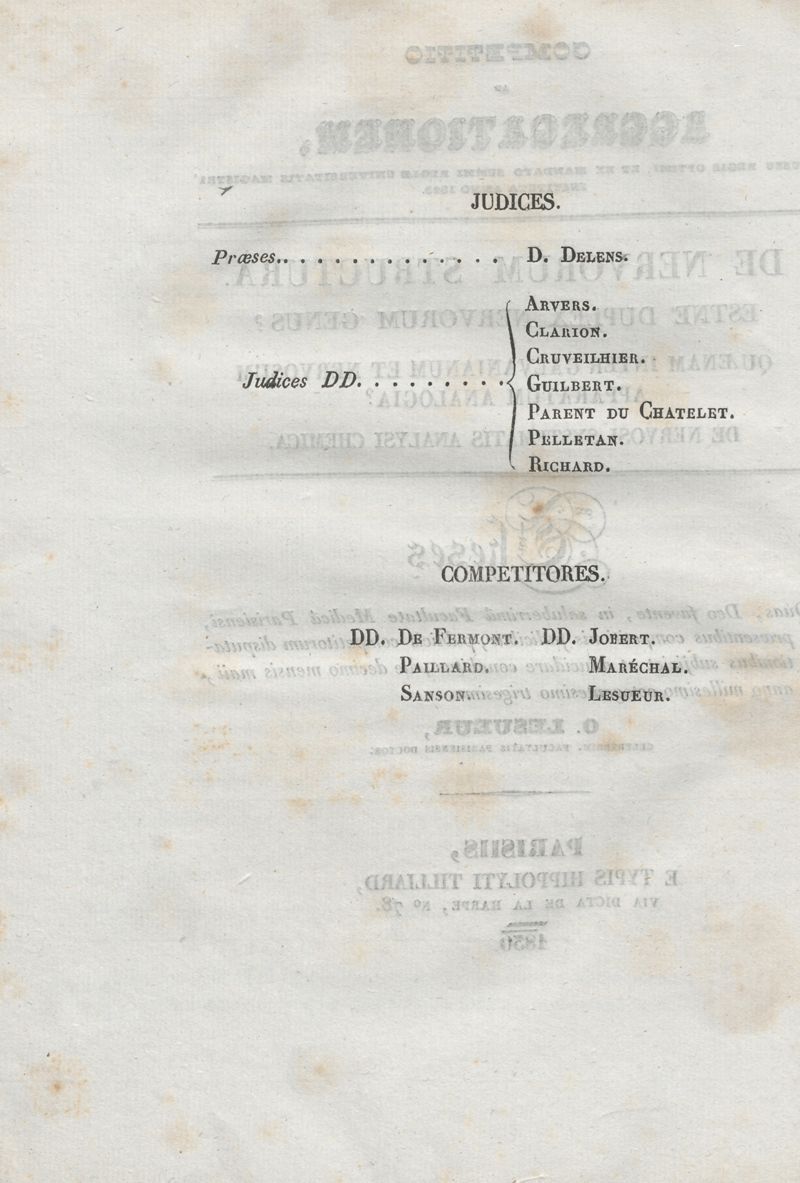 JUDICES.
Præses.. . . . . . . . . . . . . . D. Delens.
Judices DD. . . . . . . . . .
Arvers.
Clarion.
Cruveilhier.
Guilbert.
Parent du Chatelet.
Pelletan.
Richard.
COMPETITORES.
DD. De Fermont. DD. Jobert.
Paillard. Maréchal.
Sanson. Lesueur.